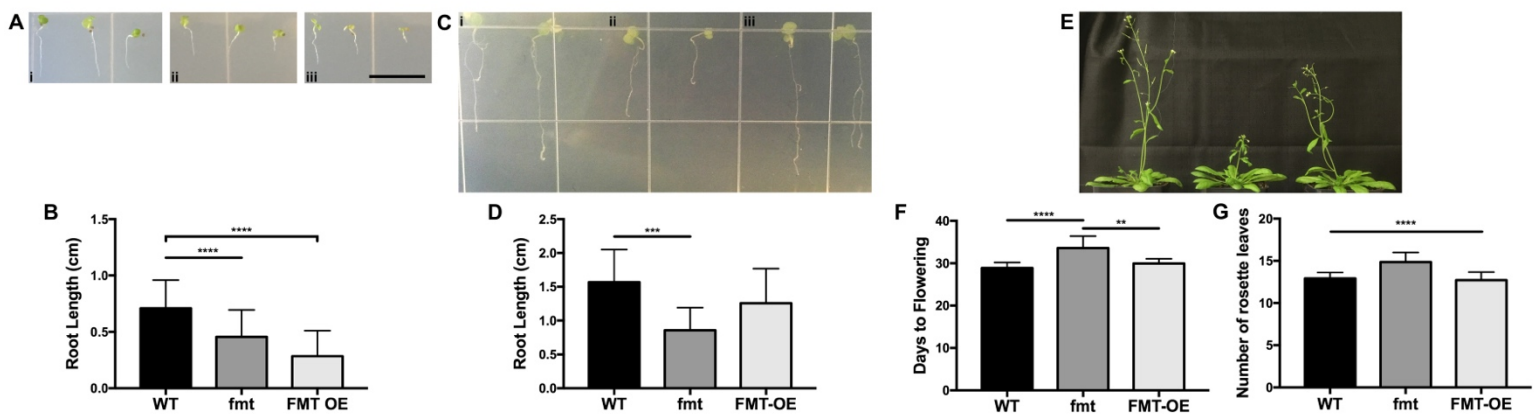 A
i
ii
iii
C
i
ii
iii
E
B
Root Length (cm)
1.5
1.0
0.5
0.0
****
****
WT
fmt
FMT OE
D
Root Length (cm)
2.5
2.0
1.5
1.0
0.5
0.0
***
WT
fmt
FMT-OE
F
Days to Flowering
40
30
20
10
0
****
**
WT
fmt
FMT-OE
G
Number of rosette leaves
20
15
10
5
0
****
WT
fmt
FMT-OE